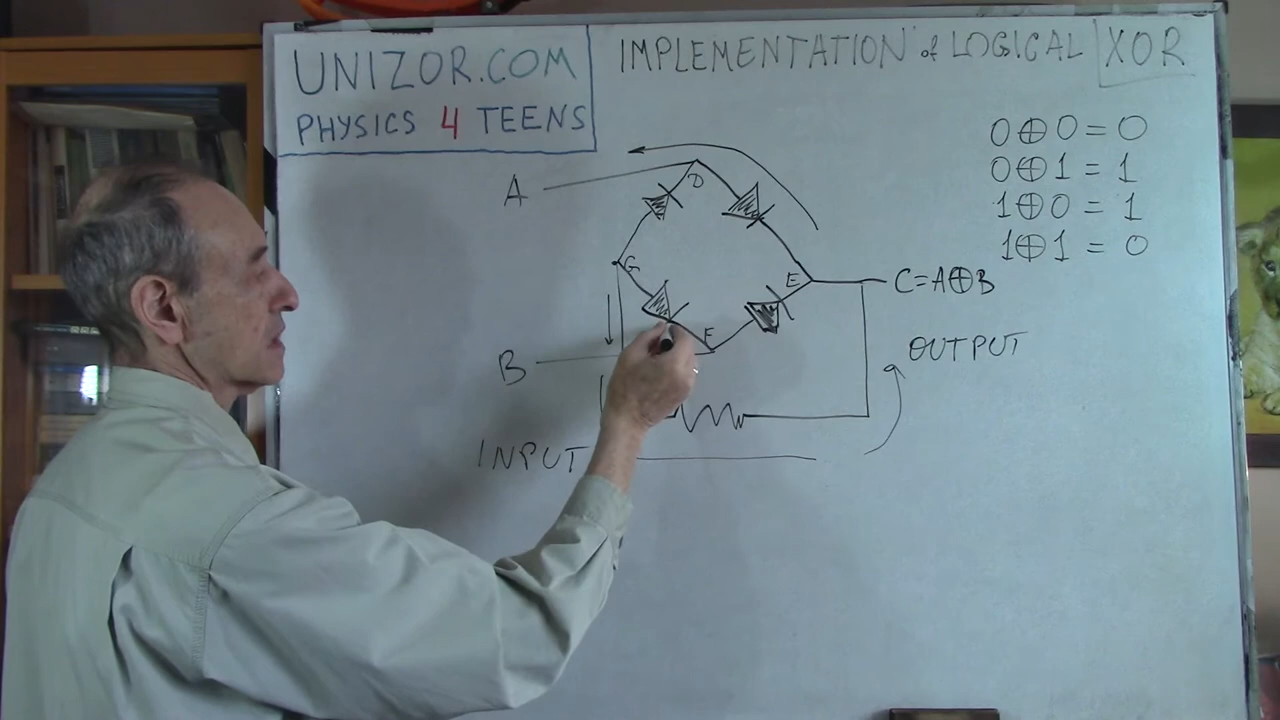 UNIZOR.COM
PHYSICS 4 TEENS
IMPLEMENTATION of LOGICAL XOR
0⊕0=0
0⊕1=1
1⊕0=1
1⊕1=0
A
D
G
E
C=A⊕B
F
B
OUTPUT
INPUT